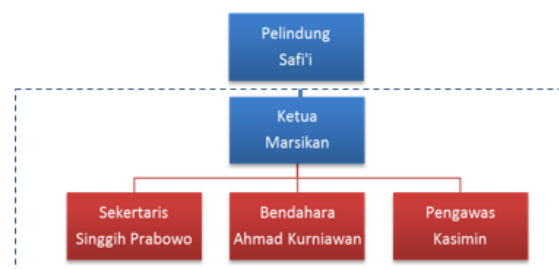 Pelindung
Safi'i
Ketua
Marsikan
Sekertaris
Singgih Prabowo
Bendahara
Ahmad Kurniawan
Pengawas
Kasimin